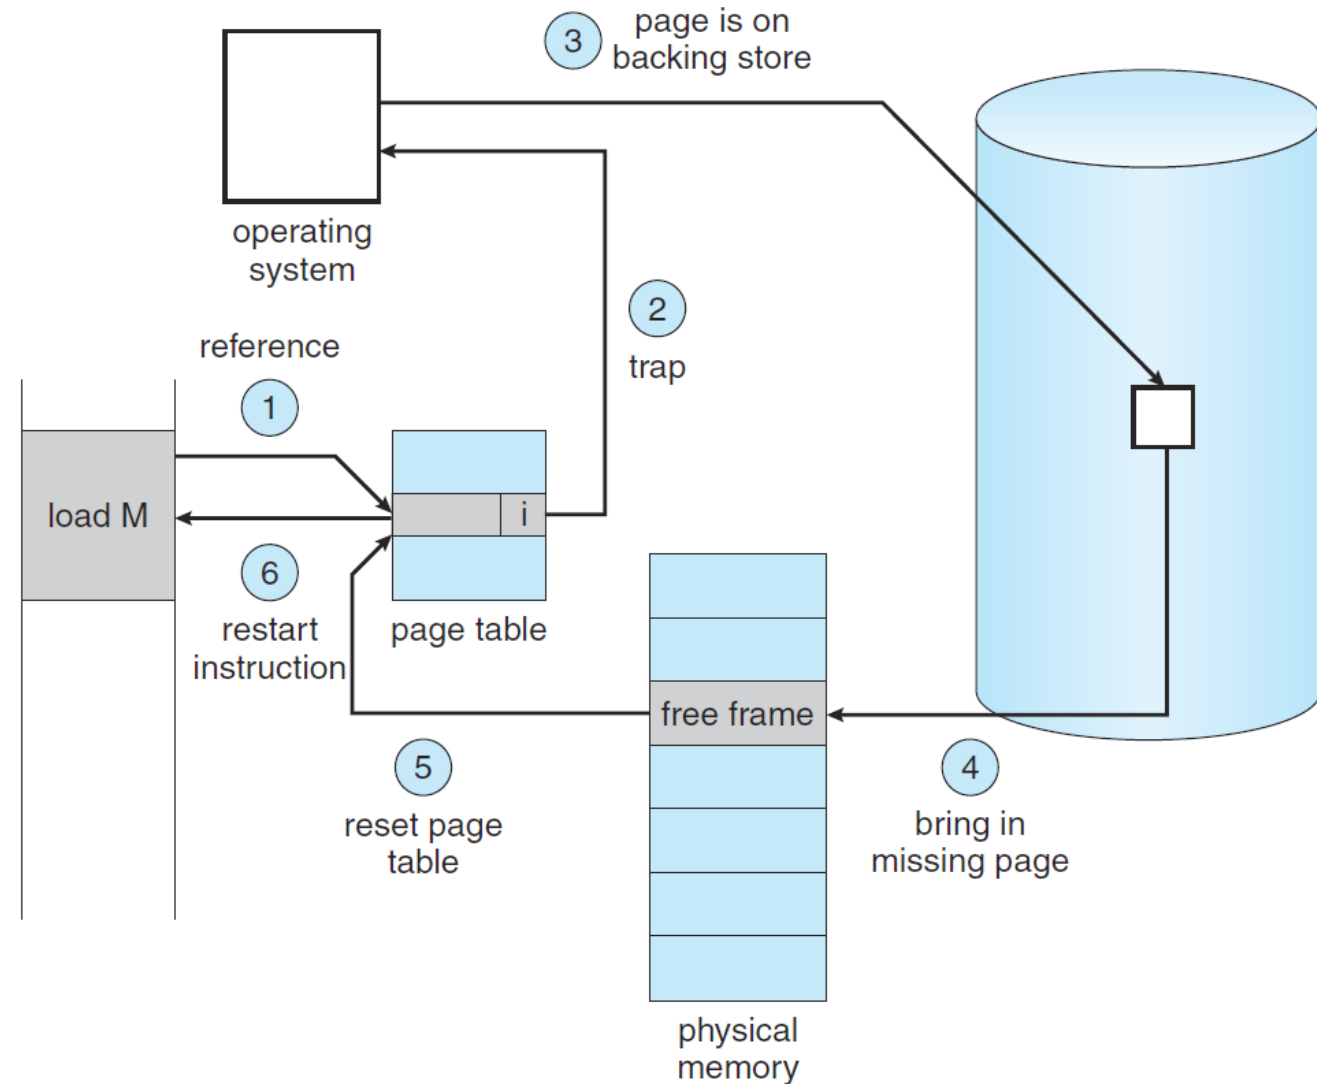 3
page is on
backing store
operating
system
2
trap
reference
1
load M
i
6
restart
instruction
page table
free frame
5
reset page
table
4
bring in
missing page
physical
memory